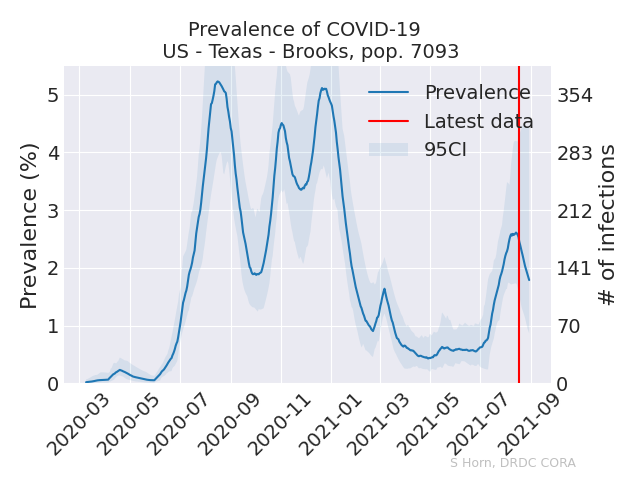 Prevalence of COVID-19
US - Texas - Brooks, pop. 7093
Prevalence
Latest data
95CI
Prevalence (%)
5
4
3
2
1
0
# of infections
354
283
212
141
70
0
2020-03
2020-05
2020-07
2020-09
2020-11
2021-01
2021-03
2021-05
2021-07
2021-09
S Horn, DRDC CORA